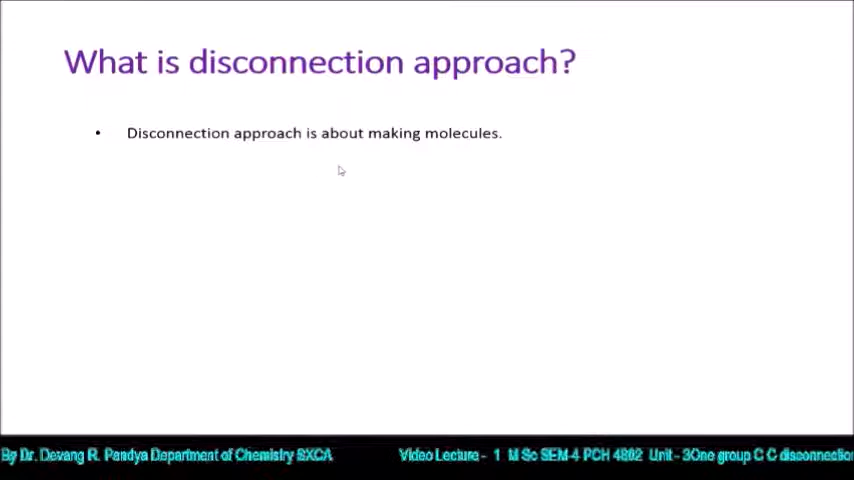 What is disconnection approach?
• Disconnection approach is about making molecules.
By Dr. Devang R. Pandya Department of Chemistry SXCA Video Lecture - 1 M Sc SEM-4 PCH 4802 Unit - 3One group C C disconnection